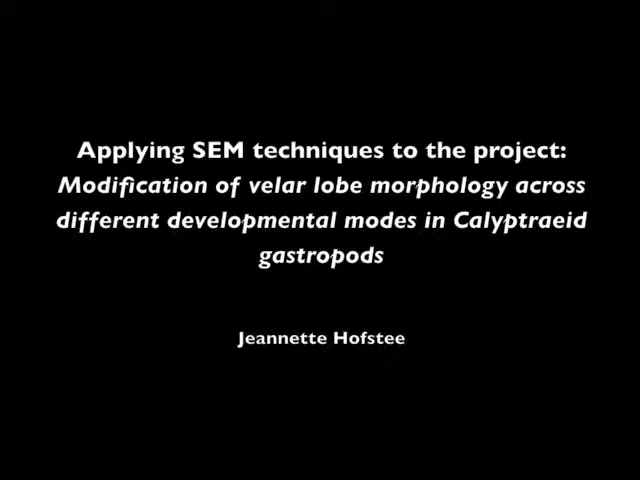 Applying SEM techniques to the project:
Modification of velar lobe morphology across
different developmental modes in Calyptraeid
gastropods
Jeannette Hofstee